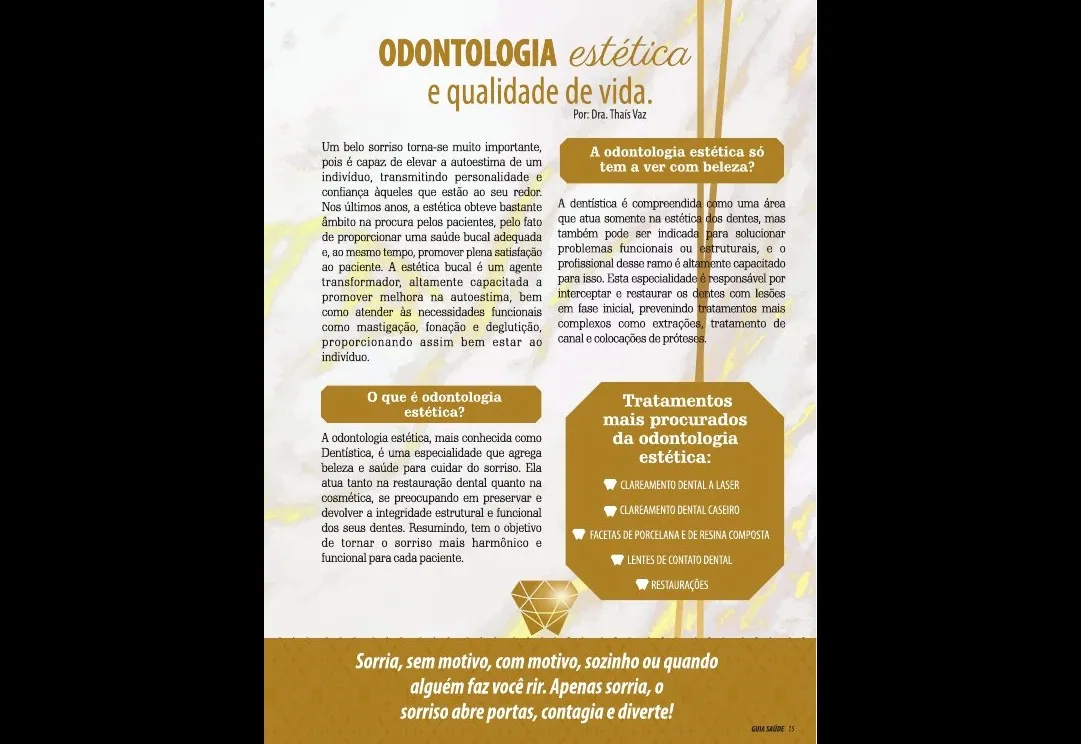 ODONTOLOGIA estética
e qualidade de vida.
Por: Dra. Thaís Vaz
Um belo sorriso torna-se muito importante,
pois é capaz de elevar a autoestima de um
indivíduo, transmitindo personalidade e
confiança àqueles que estão ao seu redor.
Nos últimos anos, a estética obteve bastante
âmbito na procura pelos pacientes, pelo fato
de proporcionar uma saúde bucal adequada
e, ao mesmo tempo, promover plena satisfação
ao paciente. A estética bucal é um agente
transformador, altamente capacitada a
promover melhora na autoestima, bem
como atender às necessidades funcionais
como mastigação, fonação e deglutição,
proporcionando assim bem estar ao
indivíduo.
O que é odontologia
estética?
A odontologia estética, mais conhecida como
Dentística, é uma especialidade que agrega
beleza e saúde para cuidar do sorriso. Ela
atua tanto na restauração dental quanto na
cosmética, se preocupando em preservar e
devolver a integridade estrutural e funcional
dos seus dentes. Resumindo, tem o objetivo
de tornar o sorriso mais harmônico e
funcional para cada paciente.
A odontologia estética só
tem a ver com beleza?
A dentística é compreendida como uma área
que atua somente na estética dos dentes, mas
também pode ser indicada para solucionar
problemas funcionais ou estruturais, e o
profissional desse ramo é altamente capacitado
para isso. Esta especialidade é responsável por
interceptar e restaurar os dentes com lesões
em fase inicial, prevenindo tratamentos mais
complexos como extrações, tratamento de
canal e colocações de próteses.
Tratamentos
mais procurados
da odontologia
estética:
CLAREAMENTO DENTAL A LASER
CLAREAMENTO DENTAL CASEIRO
FACETAS DE PORCELANA E DE RESINA COMPOSTA
LENTES DE CONTATO DENTAL
RESTAURAÇÕES
Sorria, sem motivo, com motivo, sozinho ou quando
alguém faz você rir. Apenas sorria, o
sorriso abre portas, contagia e diverte!
GUIA SAÚDE 15